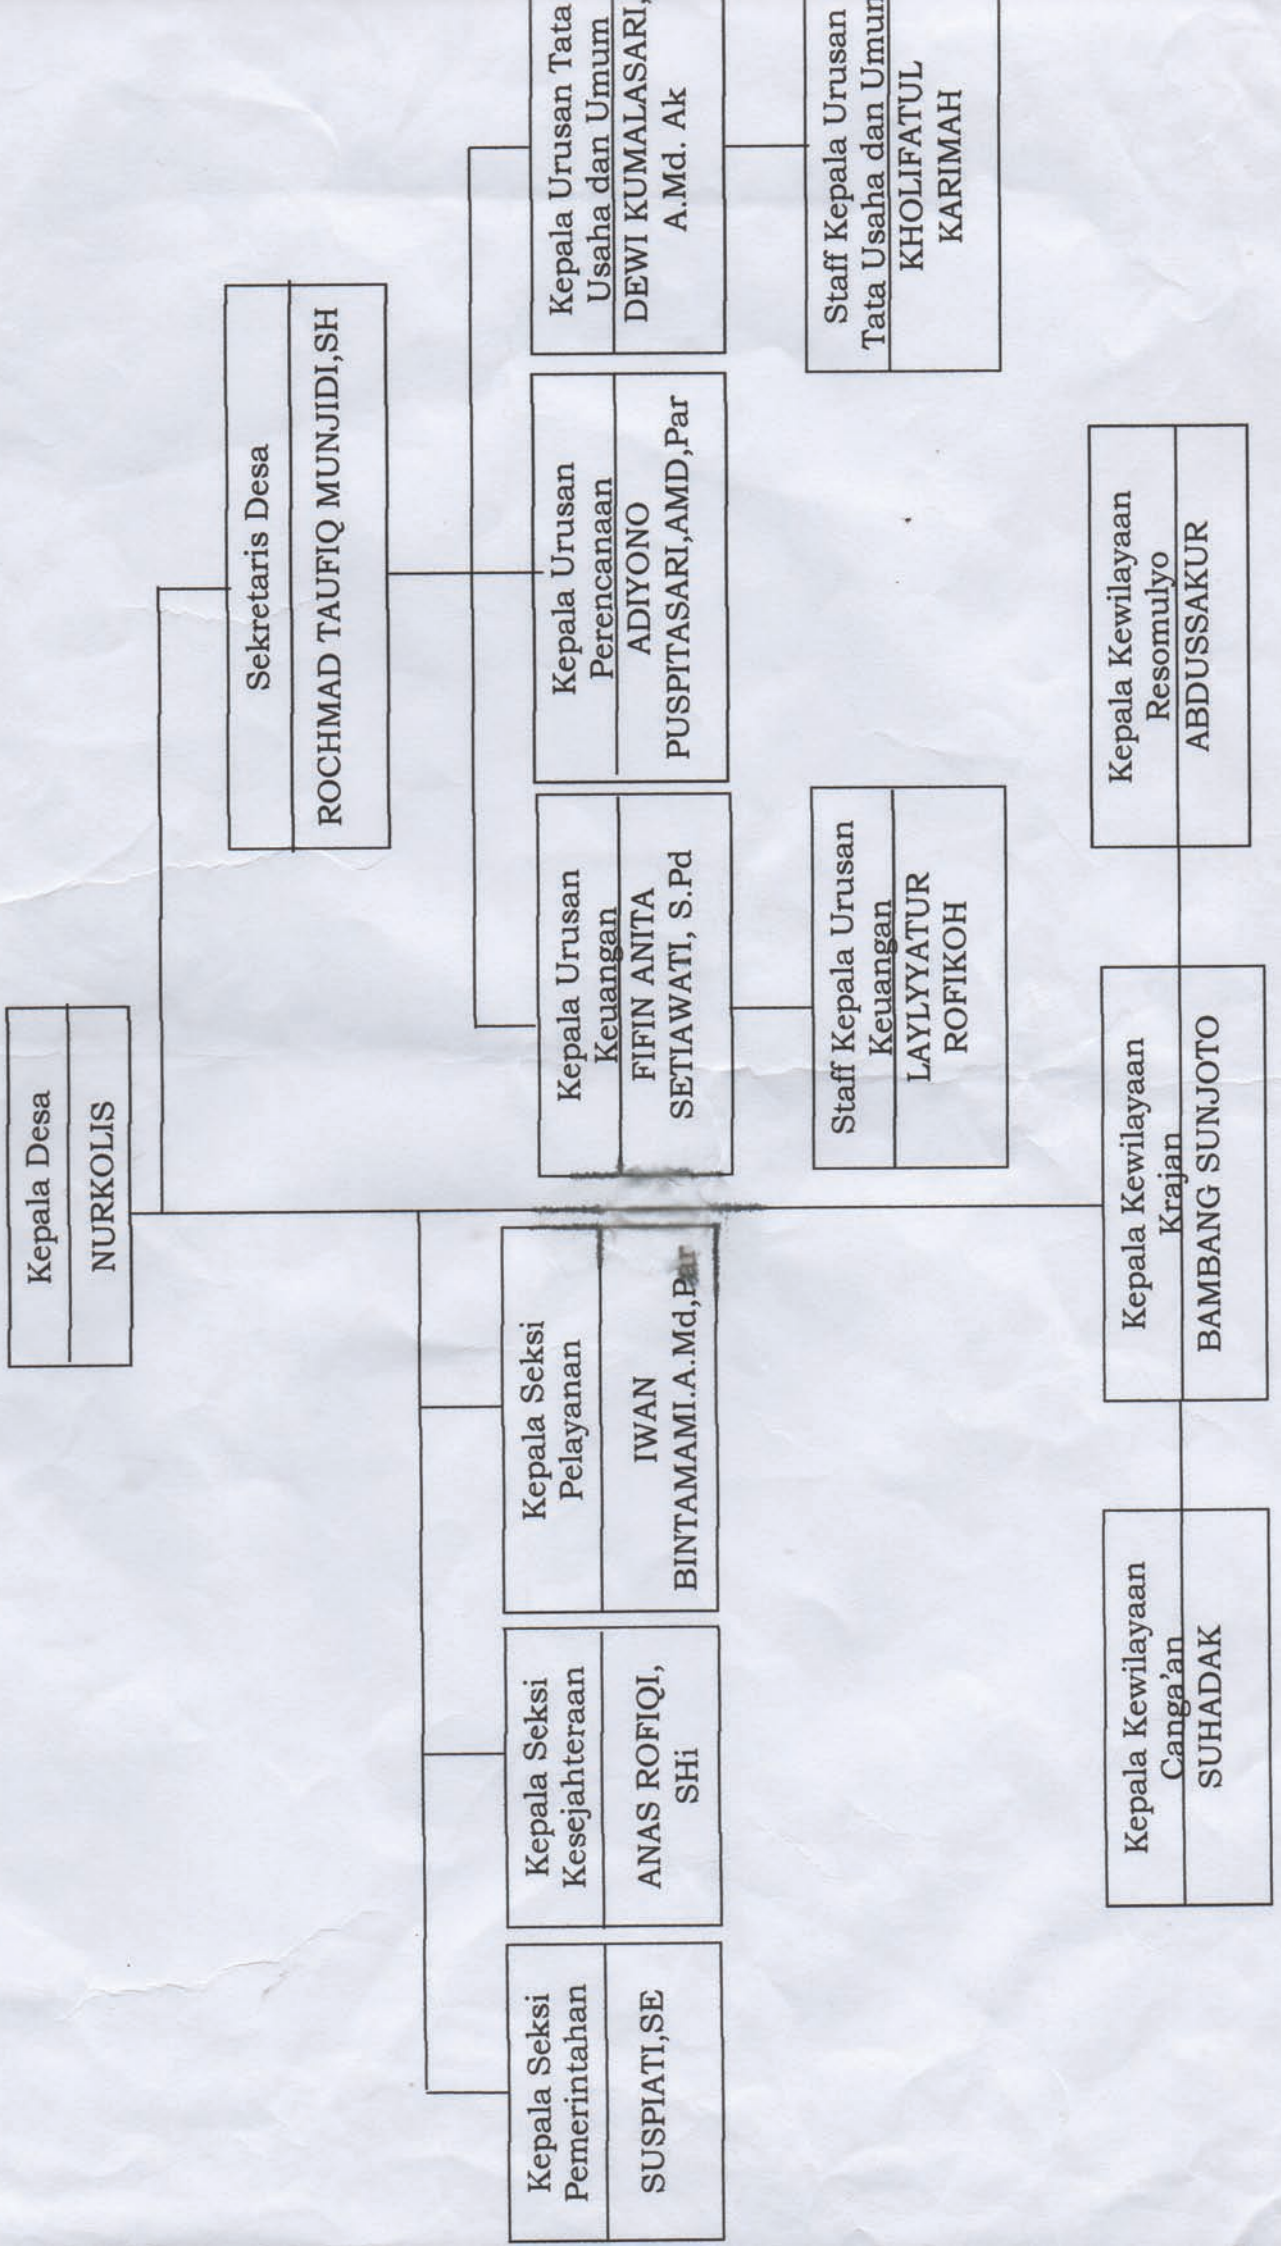 Kepala Desa
NURKOLIS
Sekretaris Desa
ROCHMAD TAUFIQ MUNJIDI,SH
Kepala Seksi
Pemerintahan
SUSPIATI,SE
Kepala Seksi
Kesejahteraan
ANAS ROFIQI,
SHi
Kepala Seksi
Pelayanan
IWAN
BINTAMAMI.A.Md,Par
Kepala Urusan
Keuangan
FIFIN ANITA
SETIAWATI, S.Pd
Kepala Urusan
Perencanaan
ADIYONO
PUSPITASARI,AMD,Par
Kepala Urusan Tata
Usaha dan Umum
DEWI KUMALASARI,
A.Md. Ak
Staff Kepala Urusan
Keuangan
LAYLYYATUR
ROFIKOH
Staff Kepala Urusan
Tata Usaha dan Umum
KHOLIFATUL
KARIMAH
Kepala Kewilayaan
Canga'an
SUHADAK
Kepala Kewilayaan
Krajan
BAMBANG SUNJOTO
Kepala Kewilayaan
Resomulyo
ABDUSSAKUR